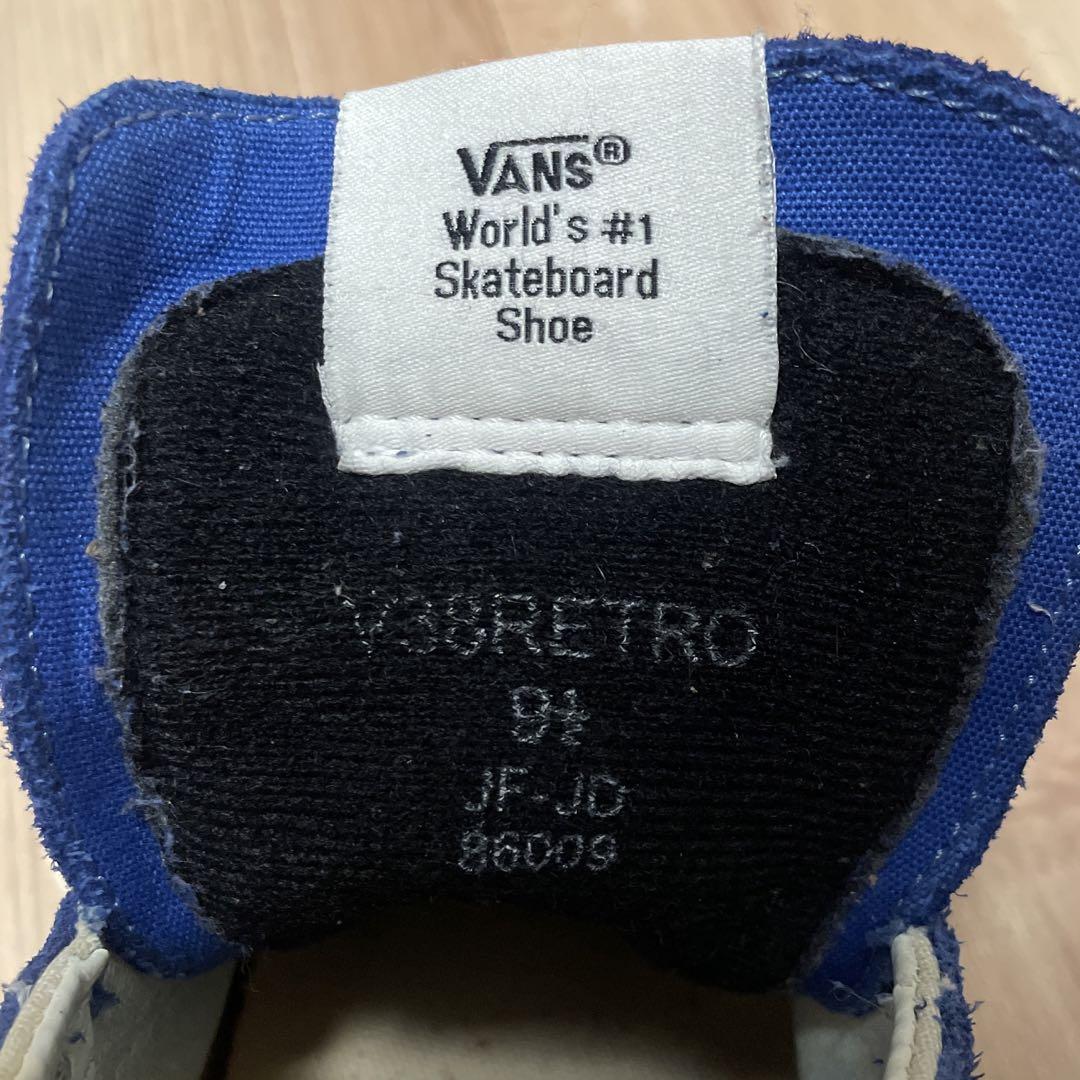 VANS®
World's #1
Skateboard
Shoe
V38RETRO
9½
JF-JD
86009